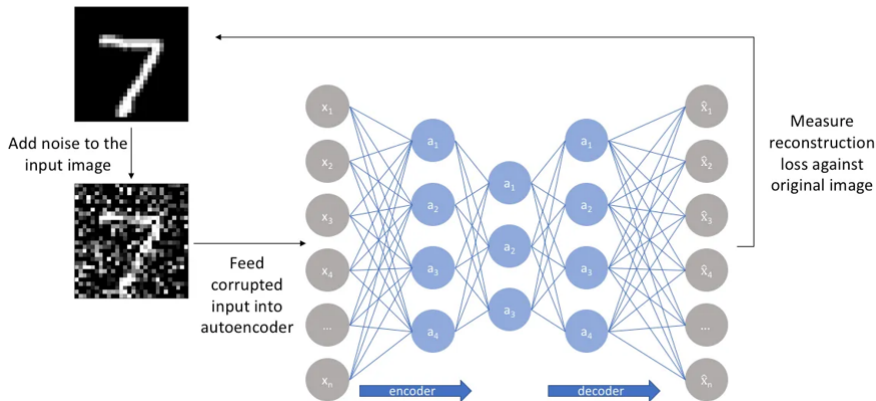 Add noise to the
input image
Feed
corrupted
input into
autoencoder
x₁
x₂
x₃
x₄
...
xₙ
a₁
a₂
a₃
a₄
a₁
a₂
a₃
a₁
a₂
a₃
a₄
x̂₁
x̂₂
x̂₃
x̂₄
...
x̂ₙ
encoder
decoder
Measure
reconstruction
loss against
original image